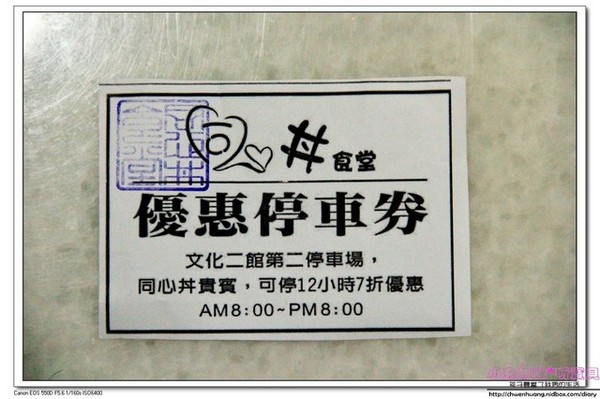 同心 丼 食堂
優惠停車券
文化二館第二停車場，
同心丼貴賓，可停12小時7折優惠
AM8:00~PM8:00
Canon EOS 550D F5.6 1/160s ISO6400
http://chuenhuang.nidbox.com/diary